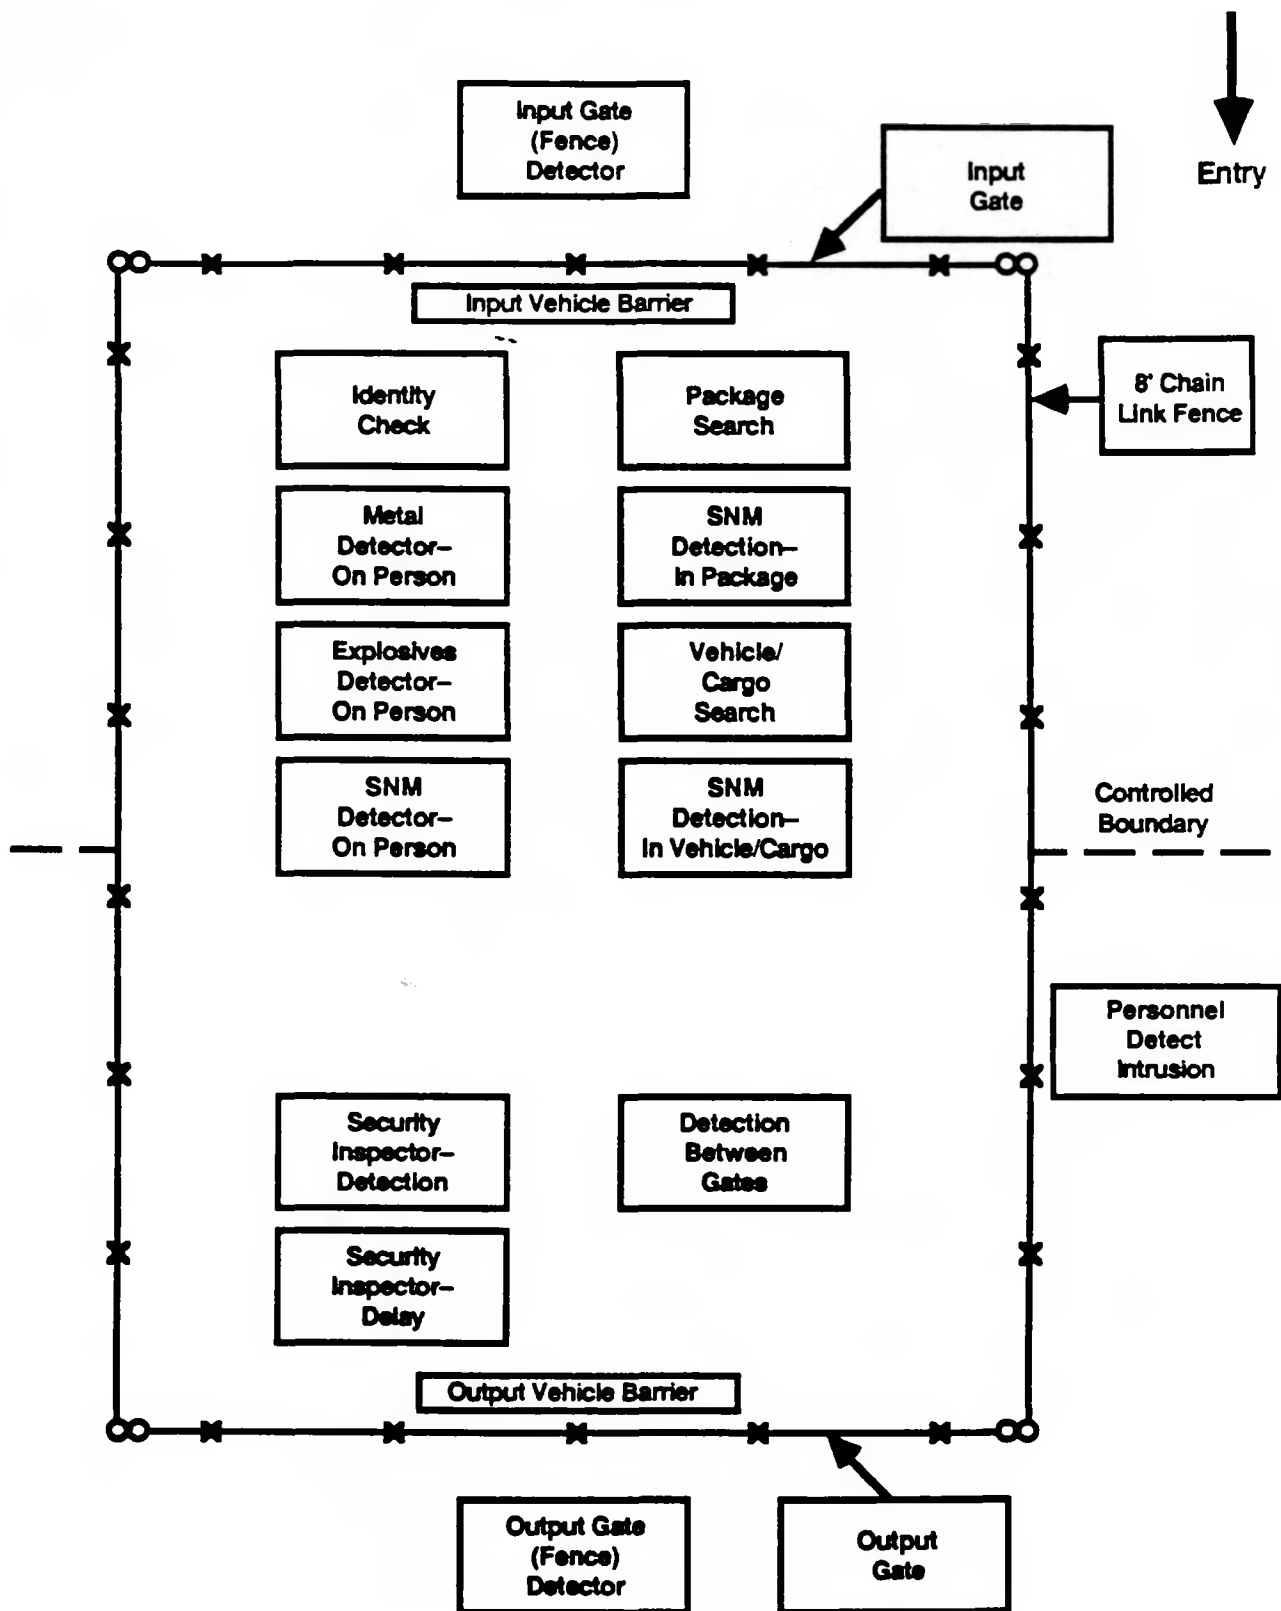 Input Gate
(Fence)
Detector
Input
Gate
Entry
Input Vehicle Barrier
Identity
Check
Package
Search
8' Chain
Link Fence
Metal
Detector–
On Person
SNM
Detection–
In Package
Explosives
Detector–
On Person
Vehicle/
Cargo
Search
SNM
Detector–
On Person
SNM
Detection–
In Vehicle/Cargo
Controlled
Boundary
Personnel
Detect
Intrusion
Security
Inspector–
Detection
Detection
Between
Gates
Security
Inspector–
Delay
Output Vehicle Barrier
Output Gate
(Fence)
Detector
Output
Gate